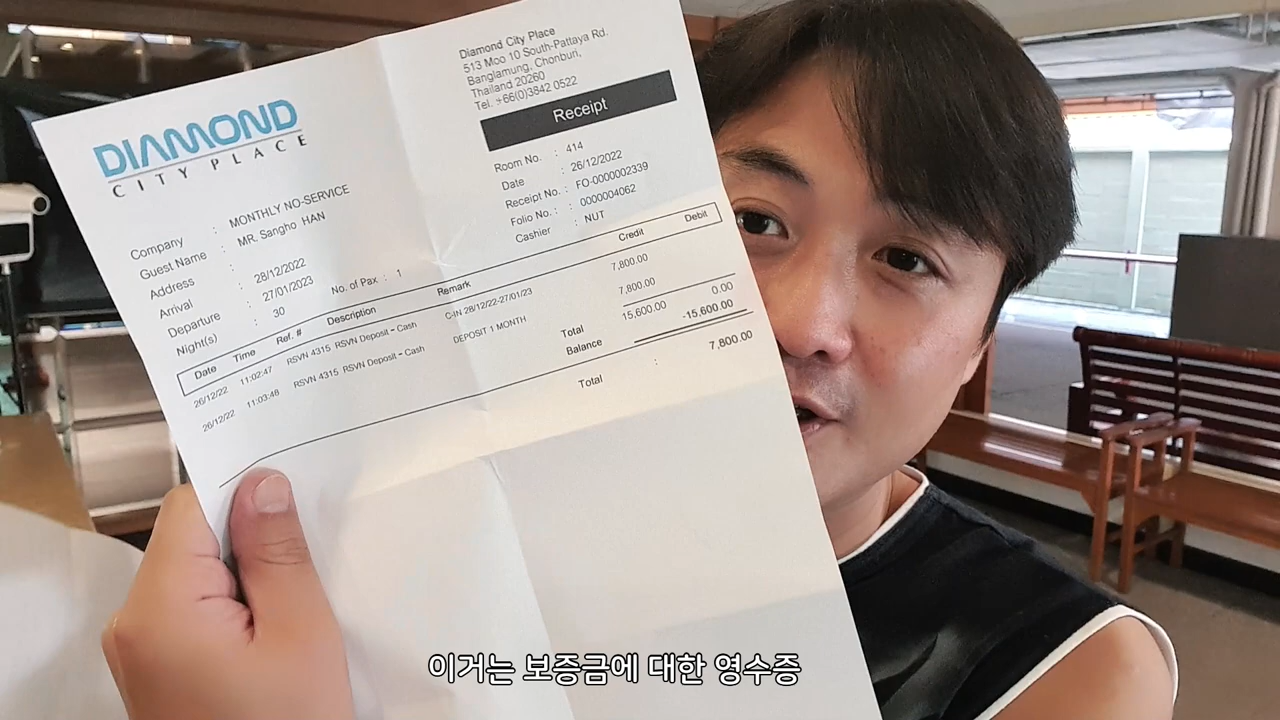 Diamond City Place
513 Moo 10 South-Pattaya Rd.
Banglamung, Chonburi,
Thailand 20260
Tel. +66(0)3842 0522
DIAMOND
CITY PLACE
Receipt
Room No. : 414
Date : 26/12/2022
Receipt No. : FO-0000002339
Folio No. : 0000004062
Cashier : NUT
Company : MONTHLY NO-SERVICE
Guest Name : MR. Sangho HAN
Address :
Arrival : 28/12/2022
Departure : 27/01/2023 No. of Pax : 1
Night(s) : 30
Date Time Ref. # Description Remark Credit Debit
26/12/22 11:02:47 RSVN 4315 RSVN Deposit - Cash C-IN 28/12/22-27/01/23 7,800.00
26/12/22 11:03:48 RSVN 4315 RSVN Deposit - Cash DEPOSIT 1 MONTH 7,800.00
Total 15,600.00 0.00
Balance -15,600.00
Total : 7,800.00
이거는 보증금에 대한 영수증